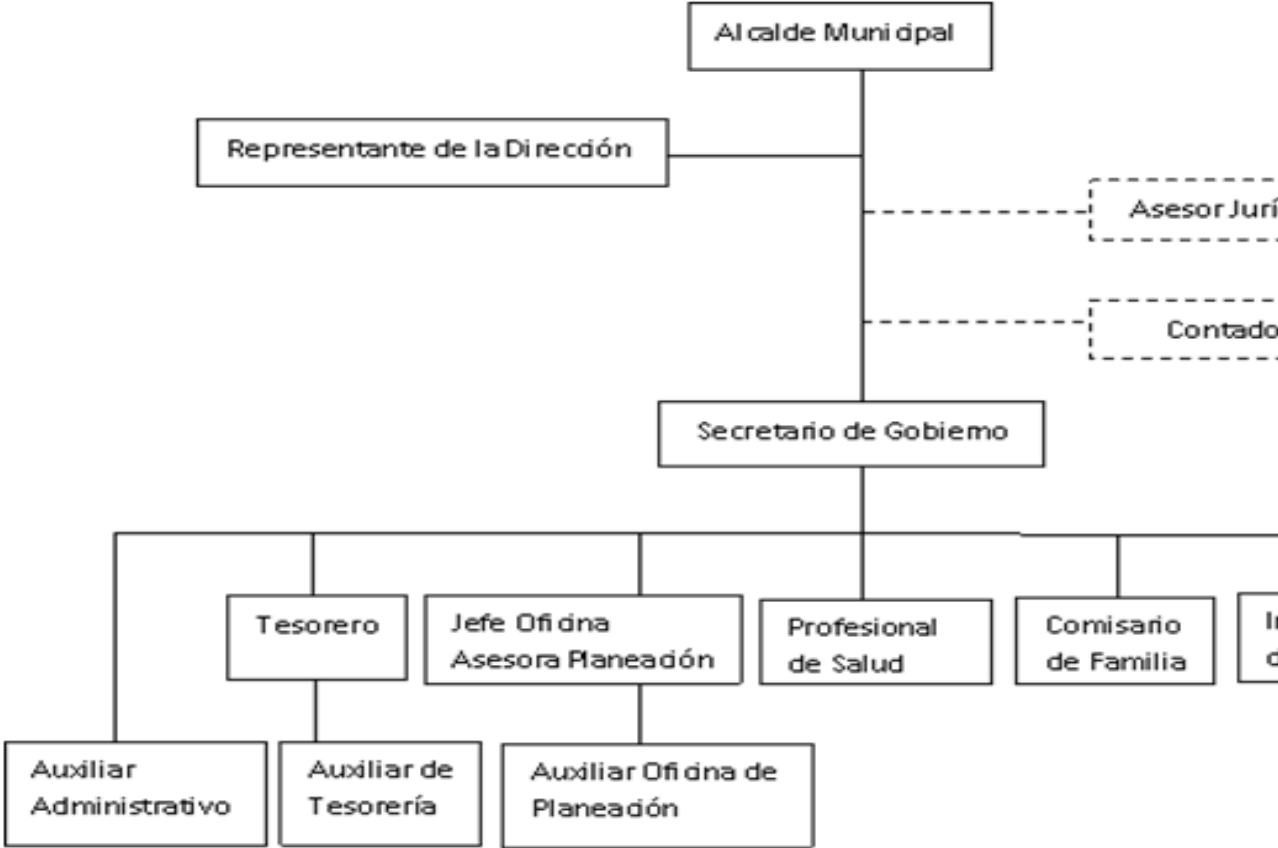 Alcalde Municipal
Representante de la Dirección
Asesor
Secretario de Gobierno
Tesorero
Jefe Oficina
Asesora Planeación
Profesional
de Salud
Comisario
de Familia
Auxiliar
Administrativo
Auxiliar de
Tesorería
Auxiliar Oficina de
Planeación